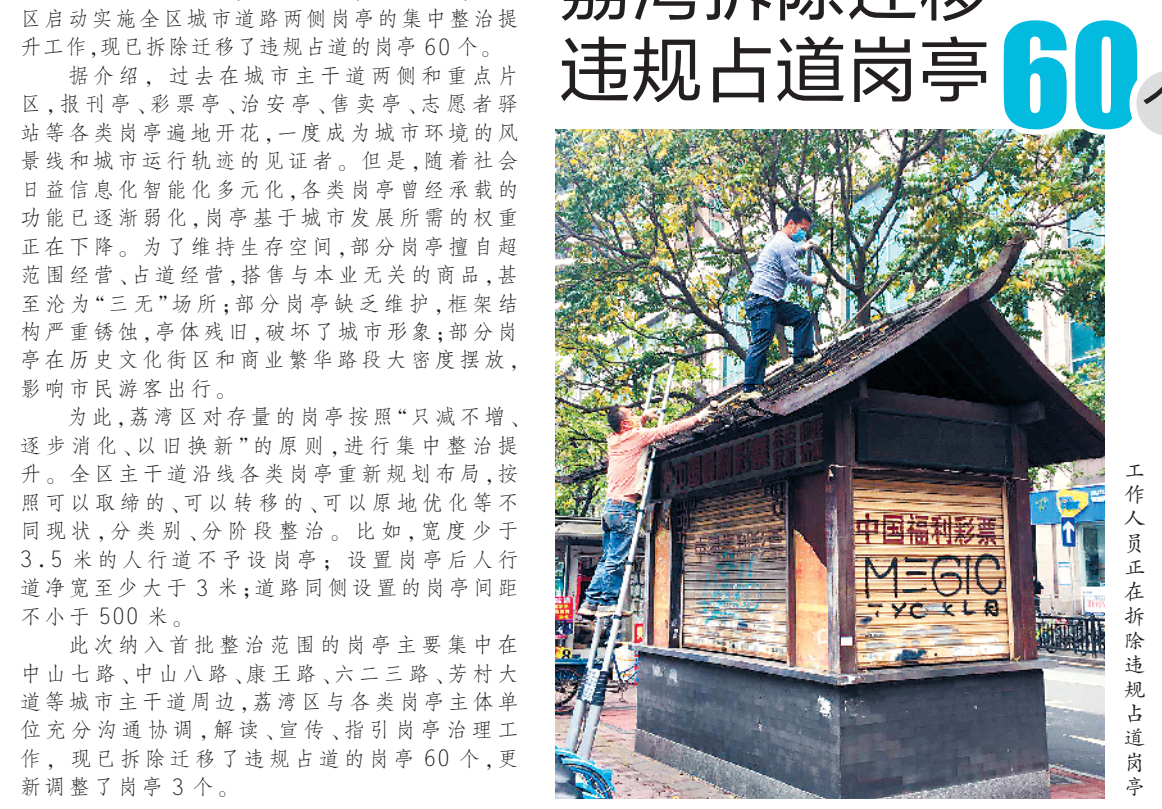 荔湾拆除迁移
违规占道岗亭60
区启动实施全区城市道路两侧岗亭的集中整治提
升工作,现已拆除迁移了违规占道的岗亭 60 个。
据介绍，过去在城市主干道两侧和重点片
区,报刊亭、彩票亭、治安亭、售卖亭、志愿者驿
站等各类岗亭遍地开花,一度成为城市环境的风
景线和城市运行轨迹的见证者。但是,随着社会
日益信息化智能化多元化,各类岗亭曾经承载的
功能已逐渐弱化,岗亭基于城市发展所需的权重
正在下降。为了维持生存空间,部分岗亭擅自超
范围经营、占道经营,搭售与本业无关的商品,甚
至沦为“三无”场所;部分岗亭缺乏维护,框架结
构严重锈蚀,亭体残旧,破坏了城市形象;部分岗
亭在历史文化街区和商业繁华路段大密度摆放,
影响市民游客出行。
为此,荔湾区对存量的岗亭按照“只减不增、
逐步消化、以旧换新”的原则,进行集中整治提
升。全区主干道沿线各类岗亭重新规划布局,按
照可以取缔的、可以转移的、可以原地优化等不
同现状,分类别、分阶段整治。比如,宽度少于
3.5 米的人行道不予设岗亭；设置岗亭后人行
道净宽至少大于 3 米;道路同侧设置的岗亭间距
不小于 500 米。
此次纳入首批整治范围的岗亭主要集中在
中山七路、中山八路、康王路、六二三路、芳村大
道等城市主干道周边,荔湾区与各类岗亭主体单
位充分沟通协调,解读、宣传、指引岗亭治理工
作，现已拆除迁移了违规占道的岗亭 60 个,更
新调整了岗亭 3 个。
中国福利彩票
MEGIC
TYC KLB
工作人员正在拆除违规占道岗亭